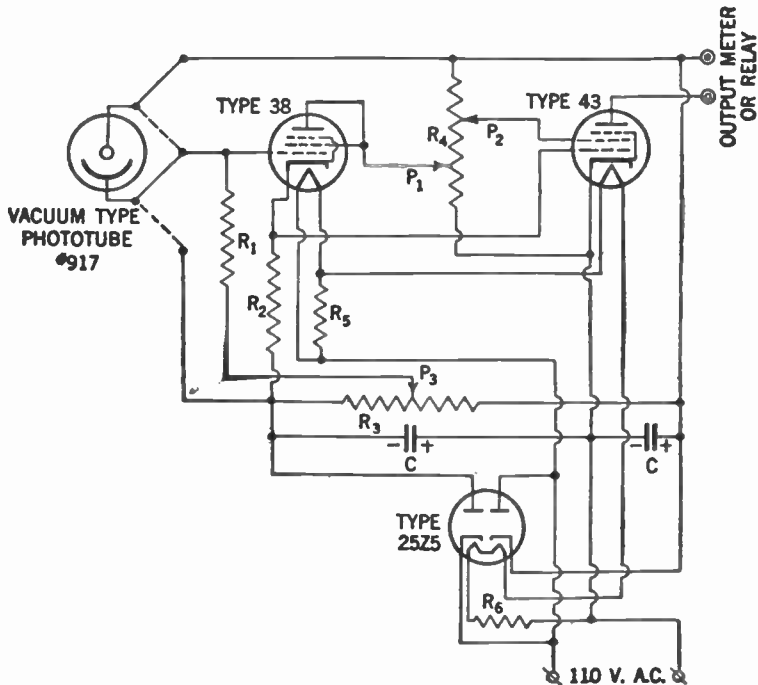 TYPE 38
TYPE 43
OUTPUT METER
OR RELAY
R4
P2
P1
VACUUM TYPE
PHOTOTUBE
#917
R1
R2
R5
P3
R3
- +
C
- +
C
TYPE
25Z5
R6
110 V. A.C.